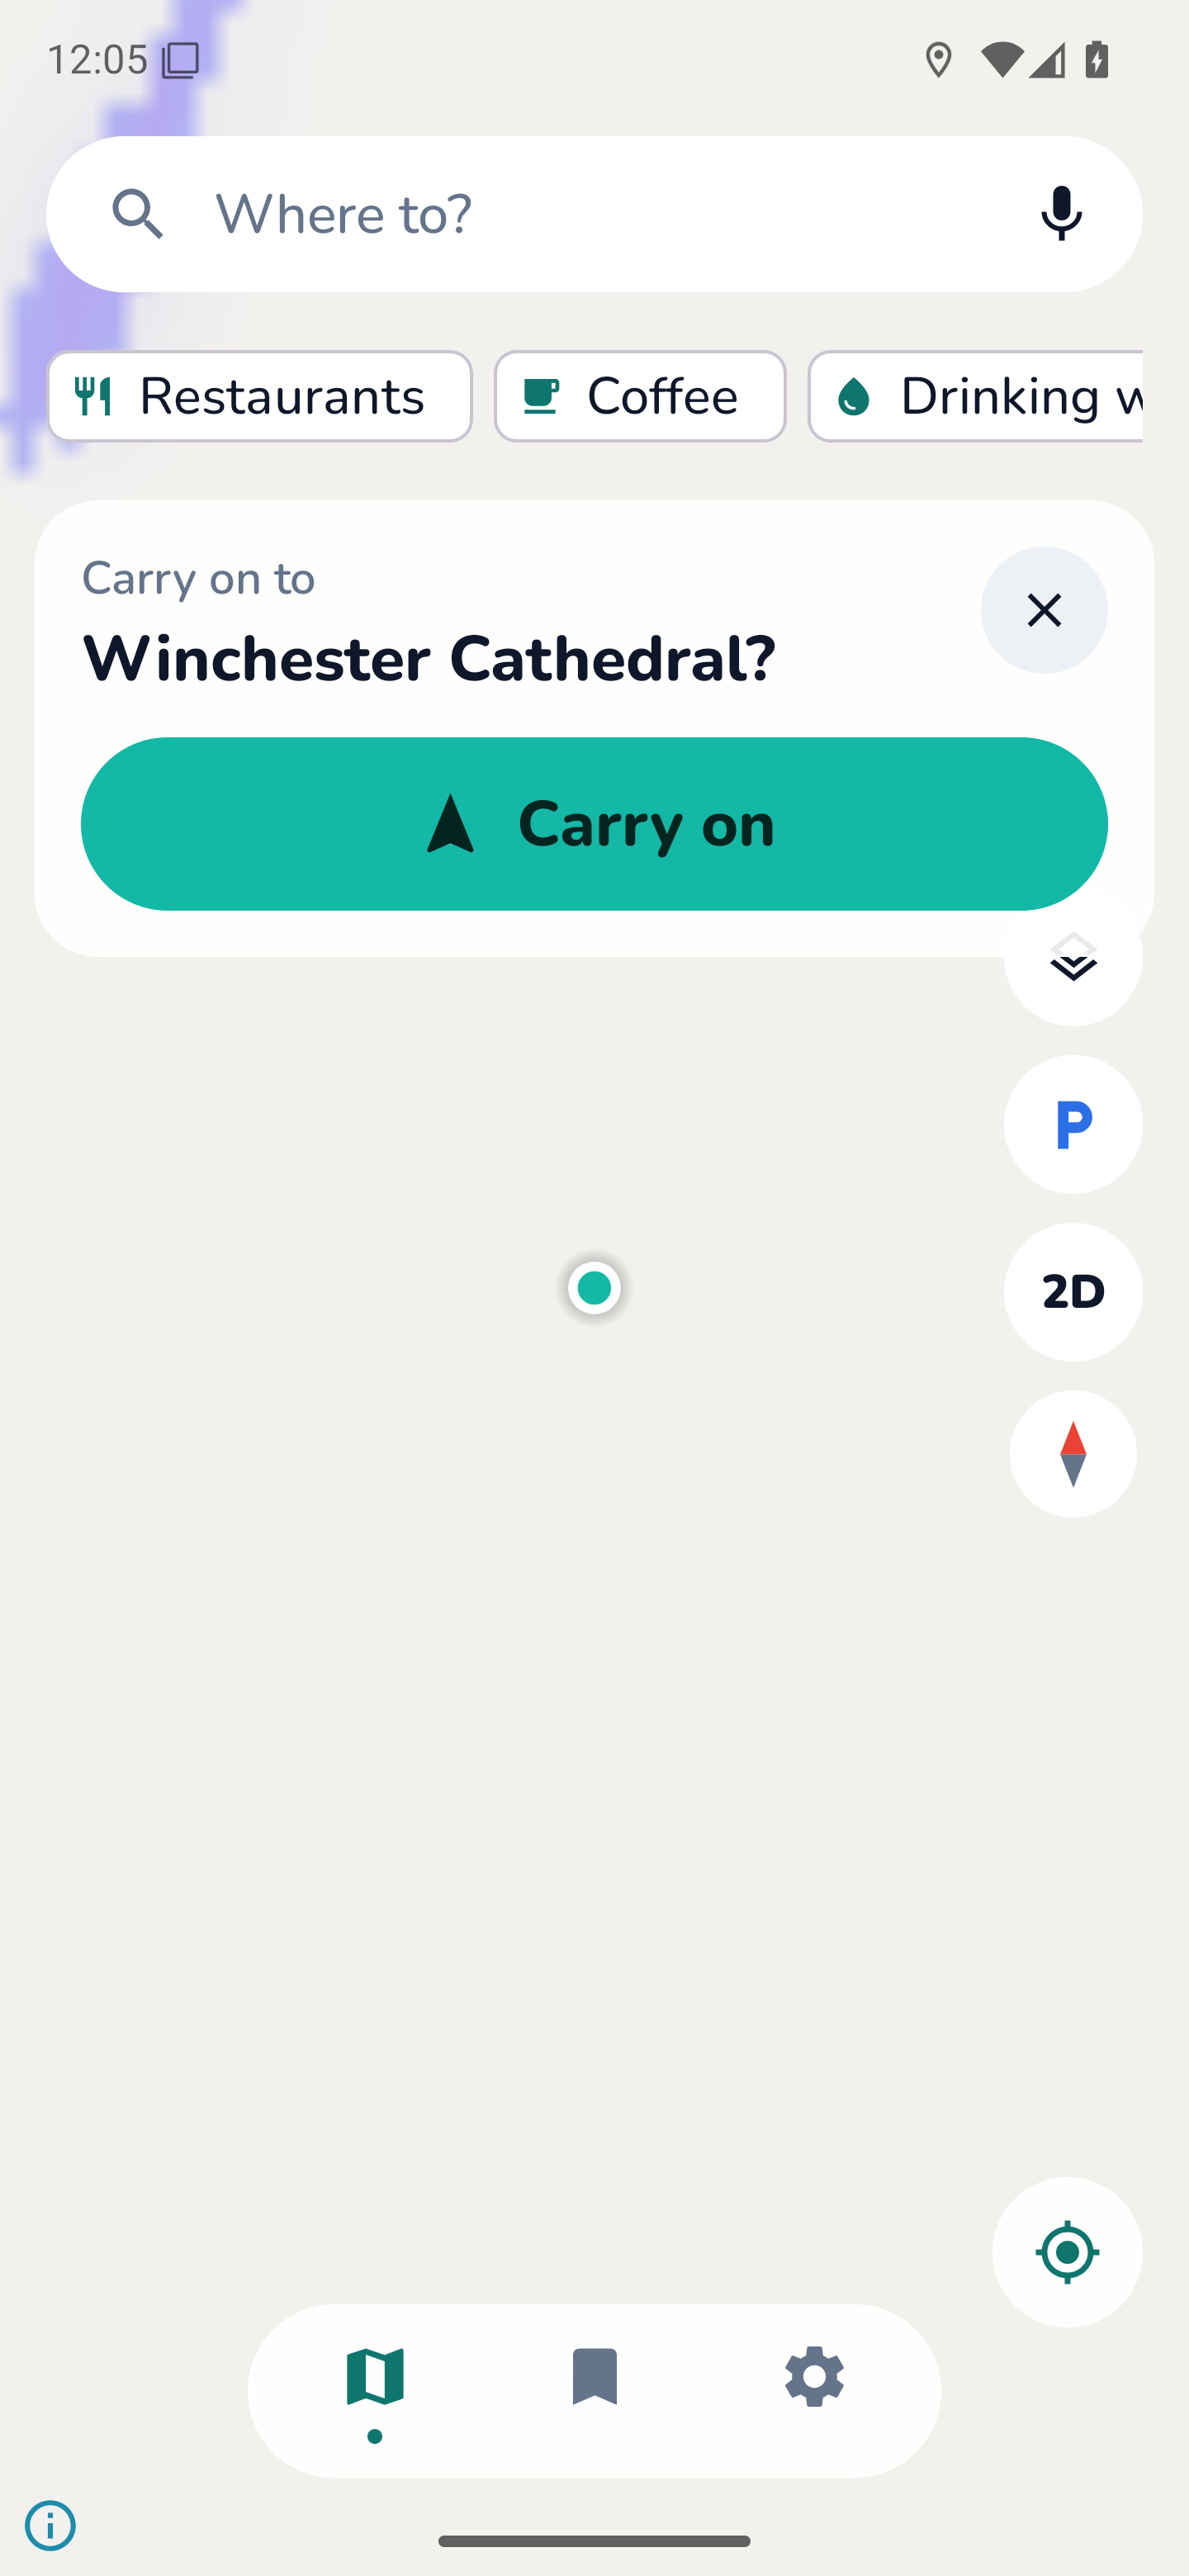 12:05
Where to?
Restaurants
Coffee
Drinking w
Carry on to
Winchester Cathedral?
Carry on
P
2D